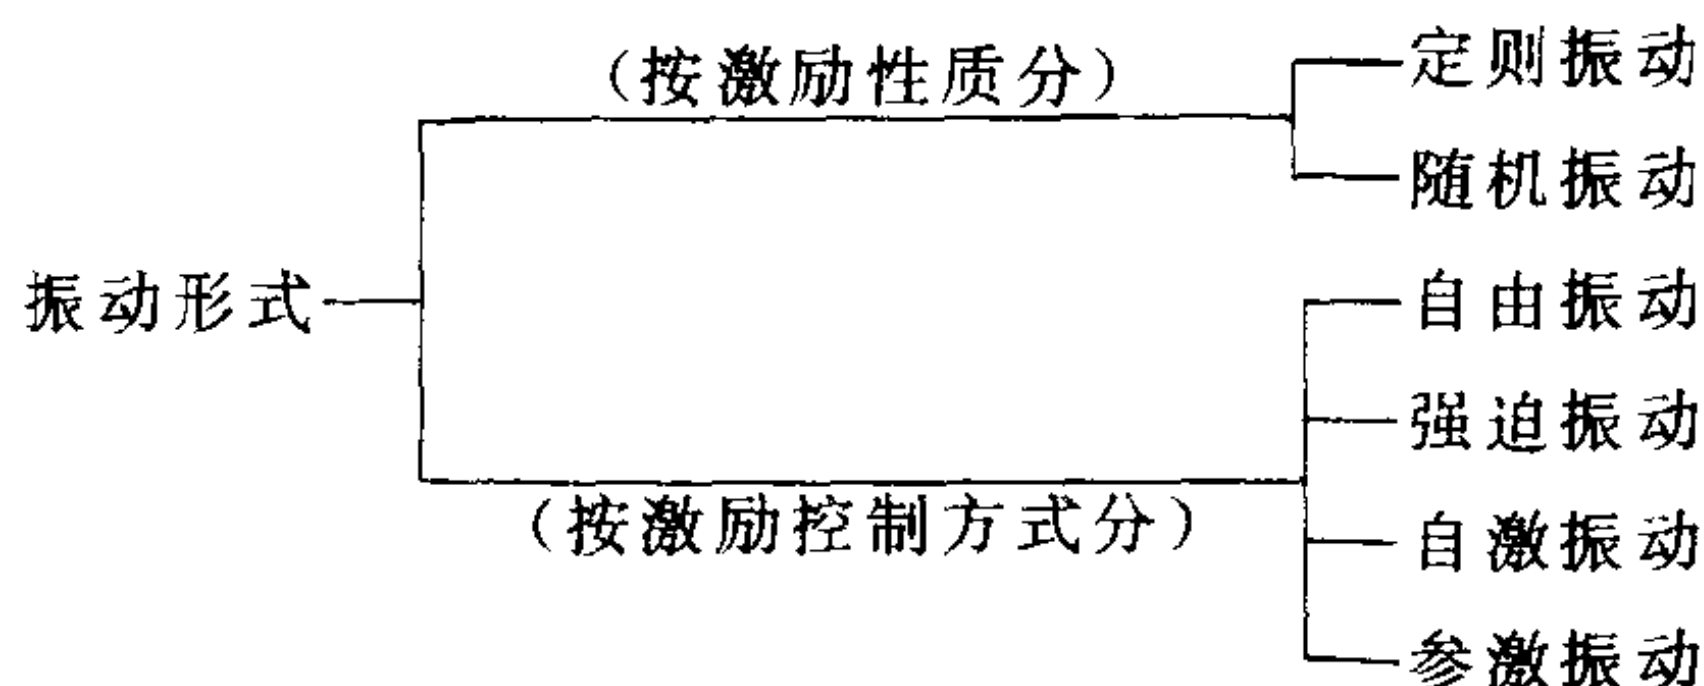 （按激励性质分）
定则振动
随机振动
振动形式
自由振动
强迫振动
（按激励控制方式分）
自激振动
参激振动